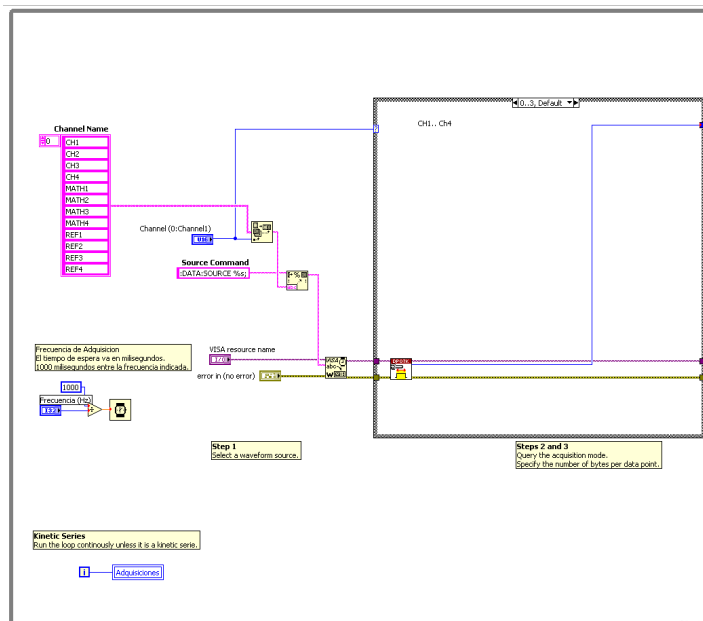 0..3, Default
CH1.. Ch4
Channel Name
0
CH1
CH2
CH3
CH4
MATH1
MATH2
MATH3
MATH4
REF1
REF2
REF3
REF4
Channel (0:Channel1)
U16
Source Command
:DATA:SOURCE %s;
Frecuencia de Adquisicion
El tiempo de espera va en milisegundos.
1000 milisegundos entre la frecuencia indicada.
VISA resource name
I/O
error in (no error)
1000
Frecuencia (Hz)
I32
VISA
abc
W
Step 1
Select a waveform source.
Steps 2 and 3
Query the acquisition mode.
Specify the number of bytes per data point.
Kinetic Series
Run the loop continously unless it is a kinetic serie.
i
Adquisiciones